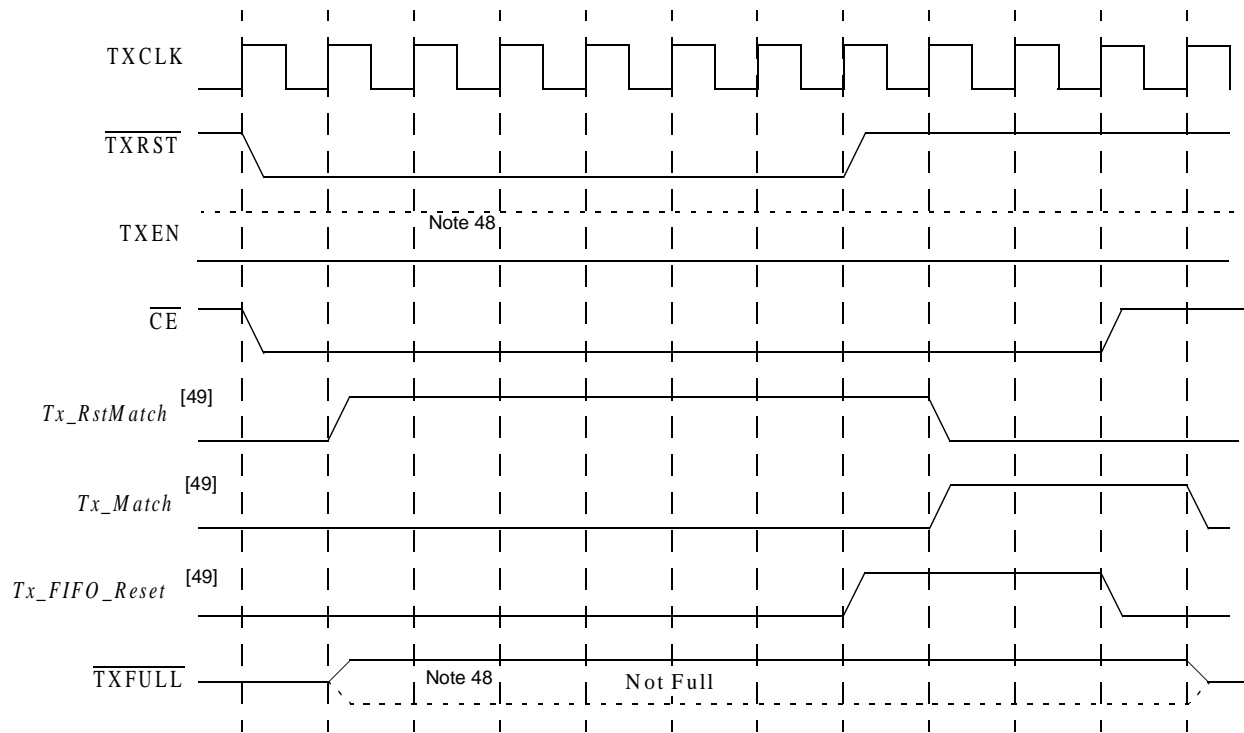 TXCLK
TXRST
Note 48
TXEN
CE
Tx_RstMatch [49]
Tx_Match [49]
Tx_FIFO_Reset [49]
TXFULL Note 48 Not Full